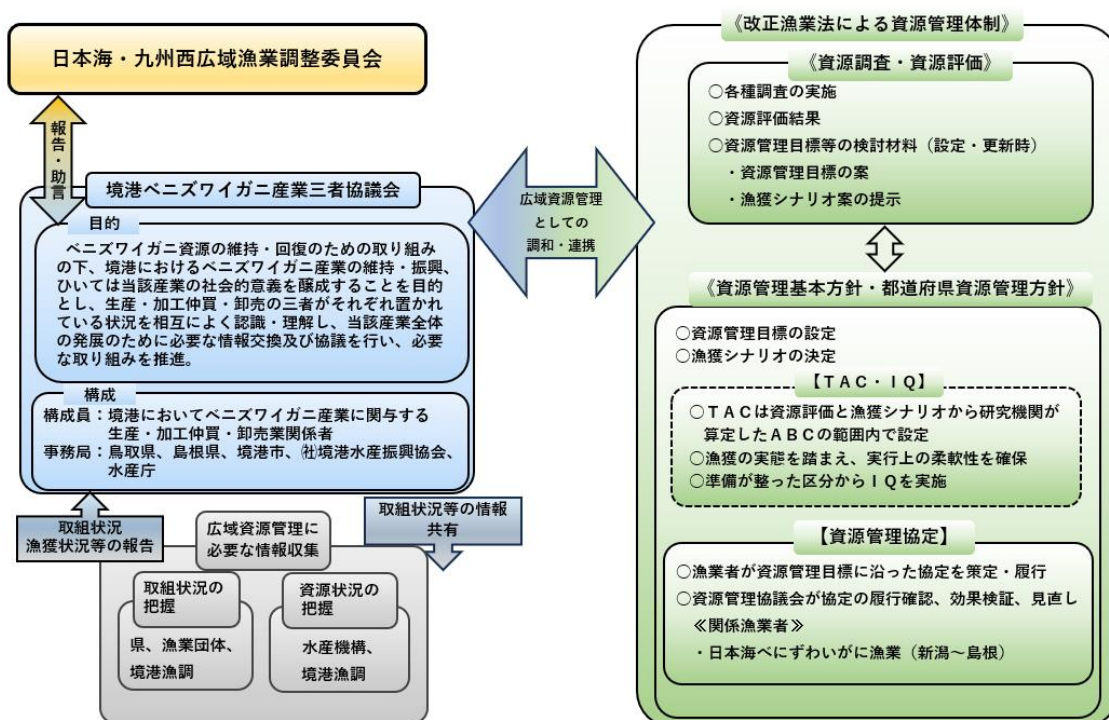 日本海・九州西広域漁業調整委員会
報告・助言
境港ベニズワイガニ産業三者協議会
目的
ベニズワイガニ資源の維持・回復のための取り組み
の下、境港におけるベニズワイガニ産業の維持・振興、
ひいては当該産業の社会的意義を醸成することを目的
とし、生産・加工仲買・卸売の三者がそれぞれ置かれ
ている状況を相互によく認識・理解し、当該産業全体
の発展のために必要な情報交換及び協議を行い、必要
な取り組みを推進。
構成
構成員：境港においてベニズワイガニ産業に関与する
生産・加工仲買・卸売業関係者
事務局：鳥取県、島根県、境港市、㈳境港水産振興協会、
水産庁
取組状況
漁獲状況等の報告
広域資源管理に
必要な情報収集
取組状況等の情報
共有
取組状況の
把握
県、漁業団体、
境港漁調
資源状況の
把握
水産機構、
境港漁調
広域資源管理
としての
調和・連携
《改正漁業法による資源管理体制》
《資源調査・資源評価》
○各種調査の実施
○資源評価結果
○資源管理目標等の検討材料（設定・更新時）
・資源管理目標の案
・漁獲シナリオ案の提示
《資源管理基本方針・都道府県資源管理方針》
○資源管理目標の設定
○漁獲シナリオの決定
【ＴＡＣ・ＩＱ】
○ＴＡＣは資源評価と漁獲シナリオから研究機関が
算定したＡＢＣの範囲内で設定
○漁獲の実態を踏まえ、実行上の柔軟性を確保
○準備が整った区分からＩＱを実施
【資源管理協定】
○漁業者が資源管理目標に沿った協定を策定・履行
○資源管理協議会が協定の履行確認、効果検証、見直し
≪関係漁業者≫
・日本海べにずわいがに漁業（新潟～島根）